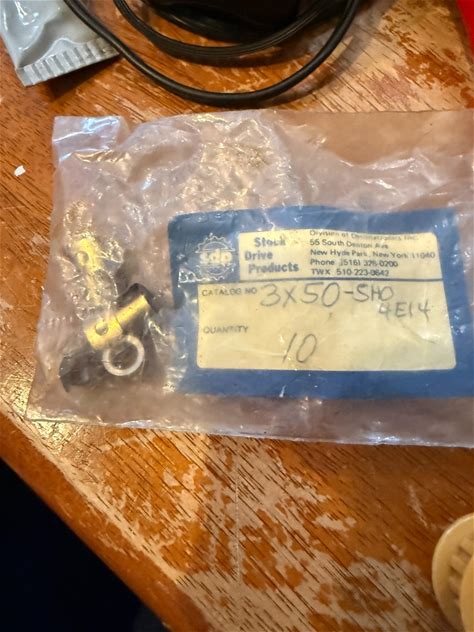 Division of Designatronics Inc.
55 South Denton Ave.
New Hyde Park, New York 11040
Phone (516) 328-0200
TWX 510-223-0642
sdp
Stock
Drive
Products
CATALOG NO. 3X50-SHO
4E14
QUANTITY 10